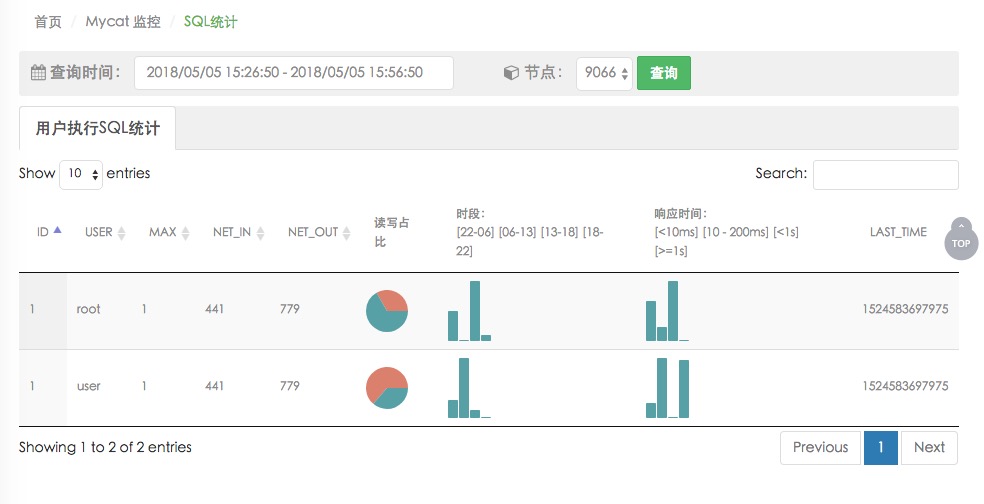 首页 / Mycat 监控 / SQL统计
查询时间： 2018/05/05 15:26:50 - 2018/05/05 15:56:50 节点： 9066 查询
用户执行SQL统计
Show 10 entries Search:
ID USER MAX NET_IN NET_OUT 读写占
比 时段：
[22-06] [06-13] [13-18] [18-
22] 响应时间：
[<10ms] [10 - 200ms] [<1s]
[>=1s] LAST_TIME
TOP
1 root 1 441 779 1524583697975
1 user 1 441 779 1524583697975
Showing 1 to 2 of 2 entries Previous 1 Next